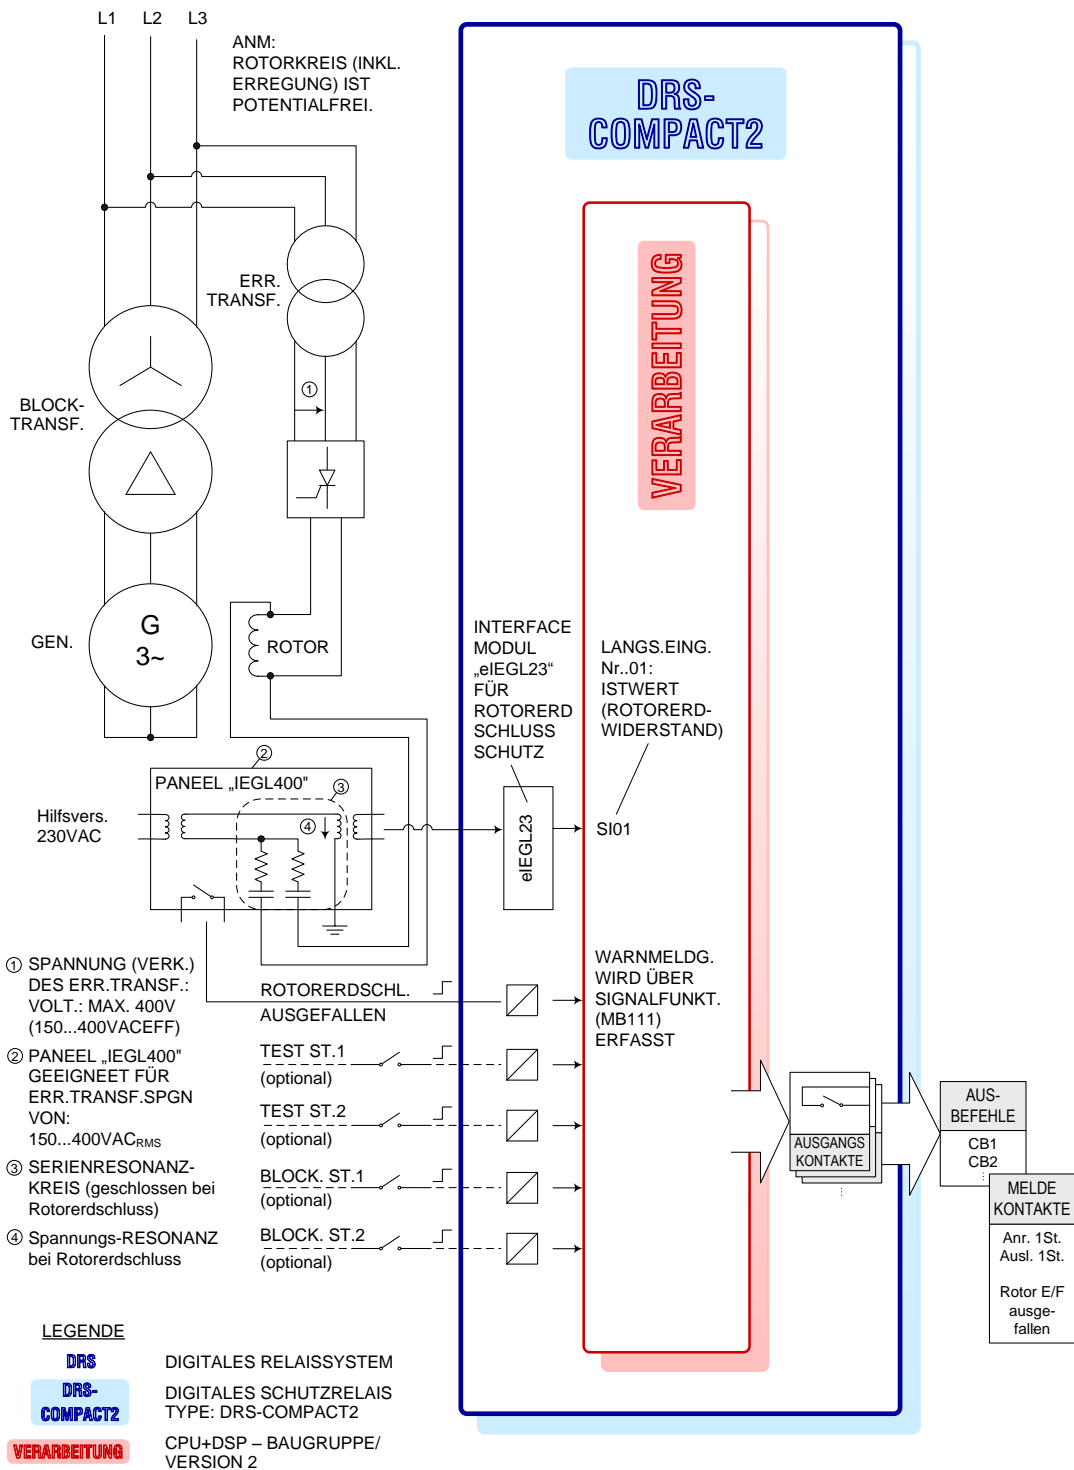 L1 L2 L3
ANM:
ROTORKREIS (INKL.
ERREGUNG) IST
POTENTIALFREI.
DRS-
COMPACT2
VERARBEITUNG
ERR.
TRANSF.
①
BLOCK-
TRANSF.
GEN.
G
3~
ROTOR
INTERFACE
MODUL
„eIEGL23“
FÜR
ROTORERD
SCHLUSS
SCHUTZ
LANGS.EING.
Nr..01:
ISTWERT
(ROTORERD-
WIDERSTAND)
②
PANEEL „IEGL400"
③
④
Hilfsvers.
230VAC
eIEGL23
SI01
① SPANNUNG (VERK.)
DES ERR.TRANSF.:
VOLT.: MAX. 400V
(150...400VACEFF)
② PANEEL „IEGL400"
GEEIGNET FÜR
ERR.TRANSF.SPGN
VON:
150...400VACRMS
③ SERIENRESONANZ-
KREIS (geschlossen bei
Rotorerdschluss)
④ Spannungs-RESONANZ
bei Rotorerdschluss
ROTORERDSCHL.
AUSGEFALLEN
TEST ST.1
(optional)
TEST ST.2
(optional)
BLOCK. ST.1
(optional)
BLOCK. ST.2
(optional)
WARNMELDG.
WIRD ÜBER
SIGNALFUNKT.
(MB111)
ERFASST
AUSGANGS
KONTAKTE
AUS-
BEFEHLE
CB1
CB2
MELDE
KONTAKTE
Anr. 1St.
Ausl. 1St.
Rotor E/F
ausge-
fallen
LEGENDE
DRS DIGITALES RELAISSYSTEM
DRS-
COMPACT2
DIGITALES SCHUTZRELAIS
TYPE: DRS-COMPACT2
VERARBEITUNG
CPU+DSP – BAUGRUPPE/
VERSION 2